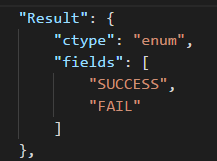 "Result": {
    "ctype": "enum",
    "fields": [
        "SUCCESS",
        "FAIL"
    ]
},